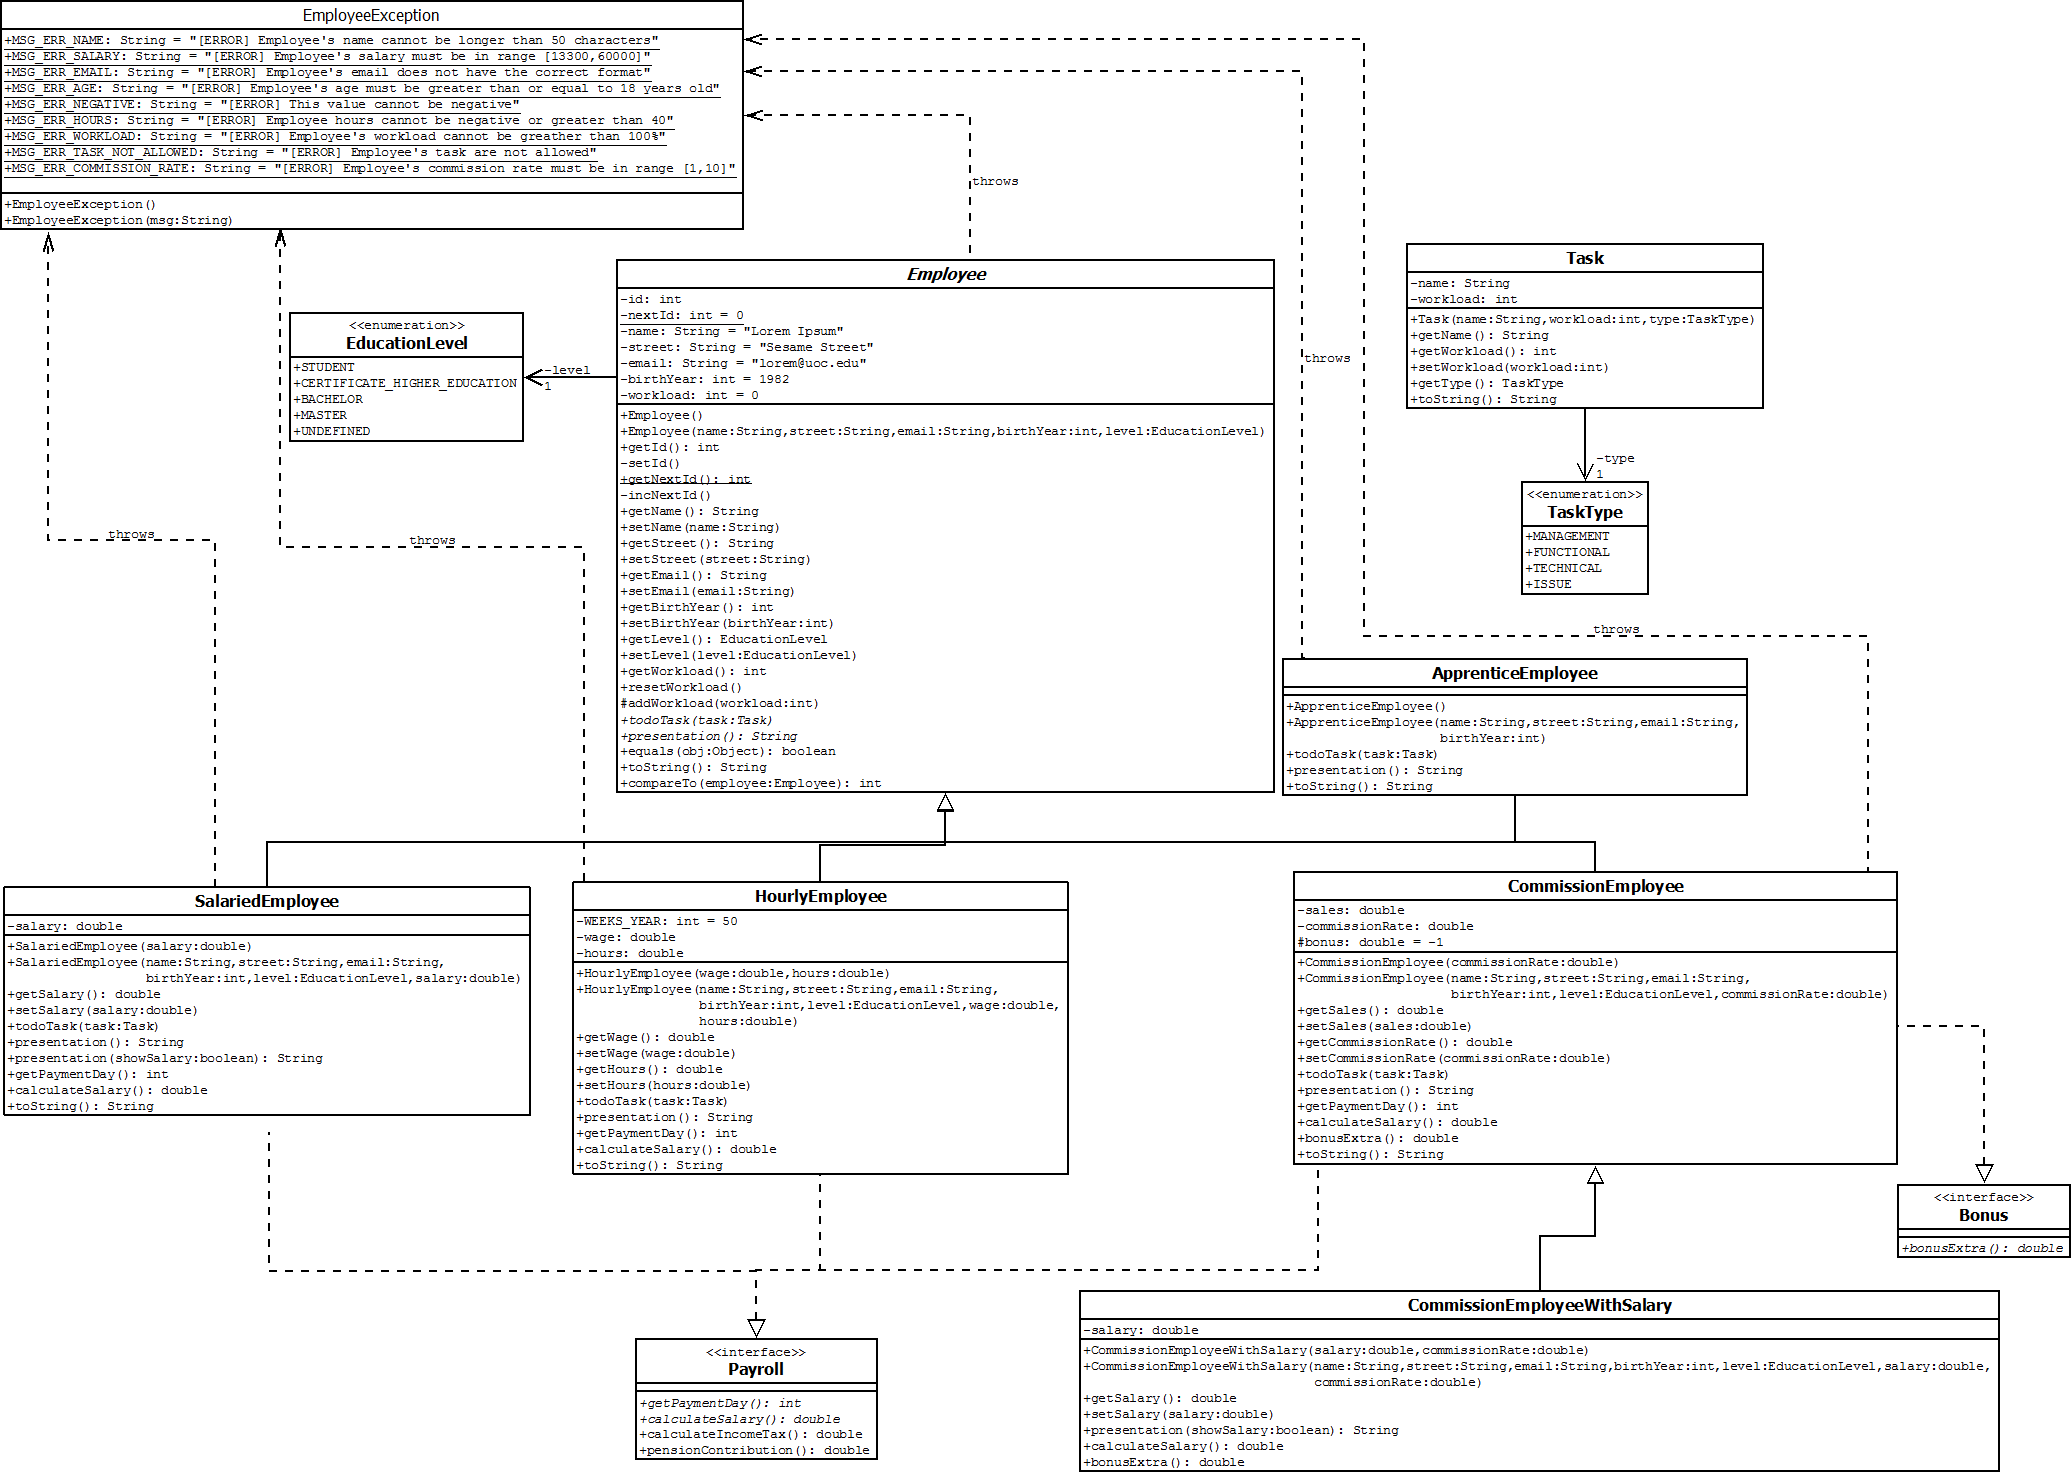 EmployeeException
+MSG_ERR_NAME: String = "[ERROR] Employee's name cannot be longer than 50 characters"
+MSG_ERR_SALARY: String = "[ERROR] Employee's salary must be in range [13300,60000]"
+MSG_ERR_EMAIL: String = "[ERROR] Employee's email does not have the correct format"
+MSG_ERR_AGE: String = "[ERROR] Employee's age must be greater than or equal to 18 years old"
+MSG_ERR_NEGATIVE: String = "[ERROR] This value cannot be negative"
+MSG_ERR_HOURS: String = "[ERROR] Employee hours cannot be negative or greater than 40"
+MSG_ERR_WORKLOAD: String = "[ERROR] Employee's workload cannot be greather than 100%"
+MSG_ERR_TASK_NOT_ALLOWED: String = "[ERROR] Employee's task are not allowed"
+MSG_ERR_COMMISSION_RATE: String = "[ERROR] Employee's commission rate must be in range [1,10]"
+EmployeeException()
+EmployeeException(msg:String)
throws
throws
throws
throws
throws
<<enumeration>>
EducationLevel
+STUDENT
+CERTIFICATE_HIGHER_EDUCATION
+BACHELOR
+MASTER
+UNDEFINED
-level
1
Employee
-id: int
-nextId: int = 0
-name: String = "Lorem Ipsum"
-street: String = "Sesame Street"
-email: String = "lorem@uoc.edu"
-birthYear: int = 1982
-workload: int = 0
+Employee()
+Employee(name:String,street:String,email:String,birthYear:int,level:EducationLevel)
+getId(): int
-setId()
+getNextId(): int
-incNextId()
+getName(): String
+setName(name:String)
+getStreet(): String
+setStreet(street:String)
+getEmail(): String
+setEmail(email:String)
+getBirthYear(): int
+setBirthYear(birthYear:int)
+getLevel(): EducationLevel
+setLevel(level:EducationLevel)
+getWorkload(): int
+resetWorkload()
#addWorkload(workload:int)
+todoTask(task:Task)
+presentation(): String
+equals(obj:Object): boolean
+toString(): String
+compareTo(employee:Employee): int
Task
-name: String
-workload: int
+Task(name:String,workload:int,type:TaskType)
+getName(): String
+getWorkload(): int
+setWorkload(workload:int)
+getType(): TaskType
+toString(): String
-type
1
<<enumeration>>
TaskType
+MANAGEMENT
+FUNCTIONAL
+TECHNICAL
+ISSUE
ApprenticeEmployee
+ApprenticeEmployee()
+ApprenticeEmployee(name:String,street:String,email:String,
birthYear:int)
+todoTask(task:Task)
+presentation(): String
+toString(): String
SalariedEmployee
-salary: double
+SalariedEmployee(salary:double)
+SalariedEmployee(name:String,street:String,email:String,
birthYear:int,level:EducationLevel,salary:double)
+getSalary(): double
+setSalary(salary:double)
+todoTask(task:Task)
+presentation(): String
+presentation(showSalary:boolean): String
+getPaymentDay(): int
+calculateSalary(): double
+toString(): String
HourlyEmployee
-WEEKS_YEAR: int = 50
-wage: double
-hours: double
+HourlyEmployee(wage:double,hours:double)
+HourlyEmployee(name:String,street:String,email:String,
birthYear:int,level:EducationLevel,wage:double,
hours:double)
+getWage(): double
+setWage(wage:double)
+getHours(): double
+setHours(hours:double)
+todoTask(task:Task)
+presentation(): String
+getPaymentDay(): int
+calculateSalary(): double
+toString(): String
CommissionEmployee
-sales: double
-commissionRate: double
#bonus: double = -1
+CommissionEmployee(commissionRate:double)
+CommissionEmployee(name:String,street:String,email:String,
birthYear:int,level:EducationLevel,commissionRate:double)
+getSales(): double
+setSales(sales:double)
+getCommissionRate(): double
+setCommissionRate(commissionRate:double)
+todoTask(task:Task)
+presentation(): String
+getPaymentDay(): int
+calculateSalary(): double
+bonusExtra(): double
+toString(): String
<<interface>>
Bonus
+bonusExtra(): double
<<interface>>
Payroll
+getPaymentDay(): int
+calculateSalary(): double
+calculateIncomeTax(): double
+pensionContribution(): double
CommissionEmployeeWithSalary
-salary: double
+CommissionEmployeeWithSalary(salary:double,commissionRate:double)
+CommissionEmployeeWithSalary(name:String,street:String,email:String,birthYear:int,level:EducationLevel,salary:double,
commissionRate:double)
+getSalary(): double
+setSalary(salary:double)
+presentation(showSalary:boolean): String
+calculateSalary(): double
+bonusExtra(): double